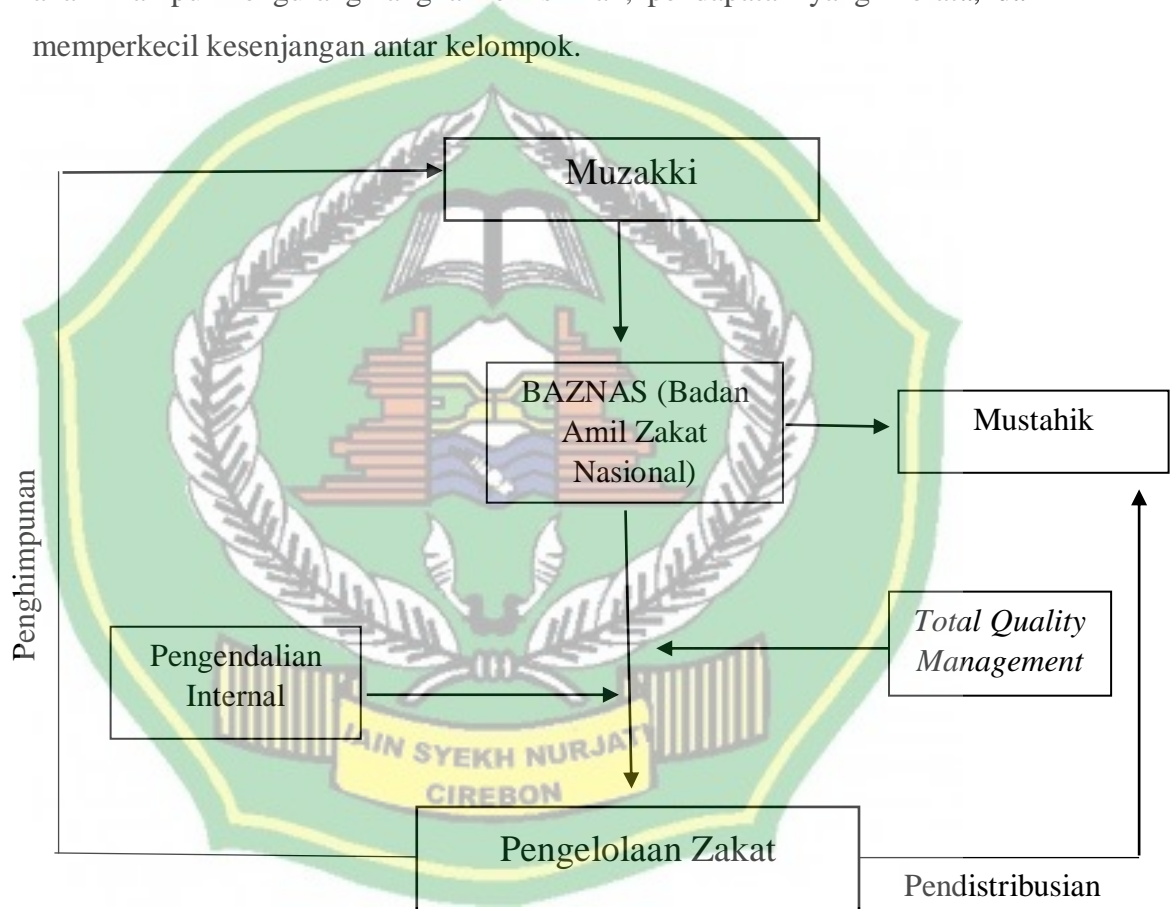 memperkecil kesenjangan antar kelompok.
Muzakki
BAZNAS (Badan
Amil Zakat
Nasional)
Mustahik
Penghimpunan
Total Quality
Management
Pengendalian
Internal
IAIN SYEKH NURJATI
CIREBON
Pengelolaan Zakat
Pendistribusian